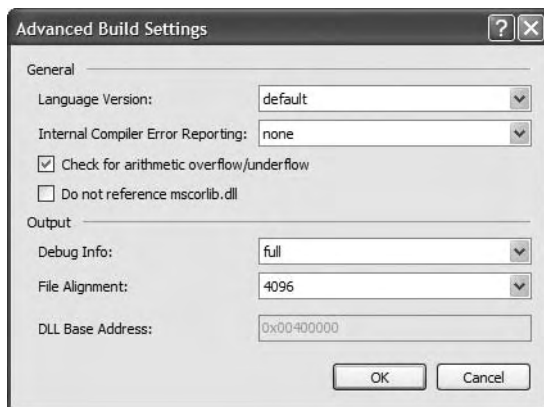 Advanced Build Settings
General
Language Version: default
Internal Compiler Error Reporting: none
Check for arithmetic overflow/underflow
Do not reference mscorlib.dll
Output
Debug Info: full
File Alignment: 4096
DLL Base Address: 0x00400000
OK Cancel